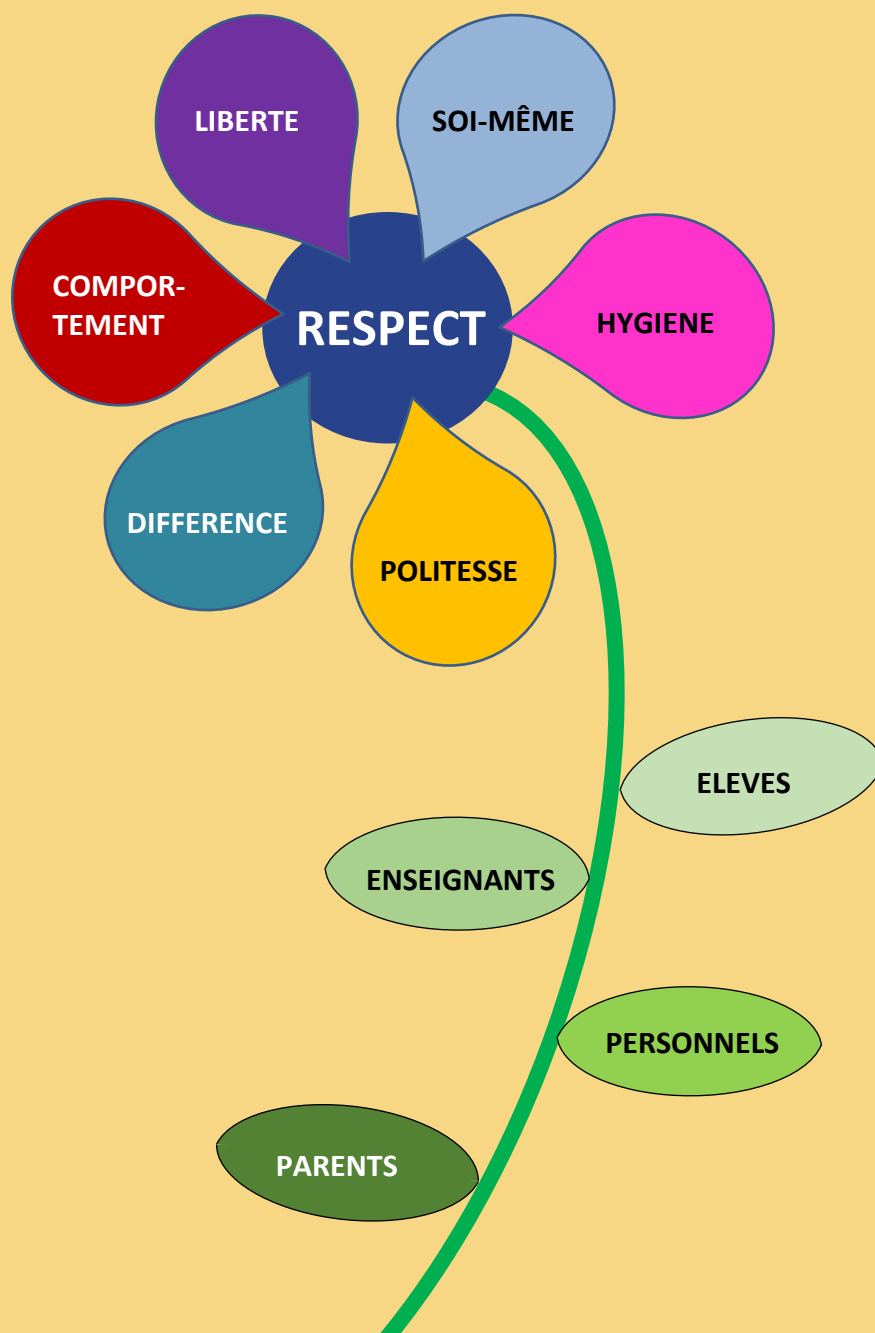 LIBERTE
SOI-MÊME
COMPOR-
TEMENT
RESPECT
HYGIENE
DIFFERENCE
POLITESSE
ELEVES
ENSEIGNANTS
PERSONNELS
PARENTS